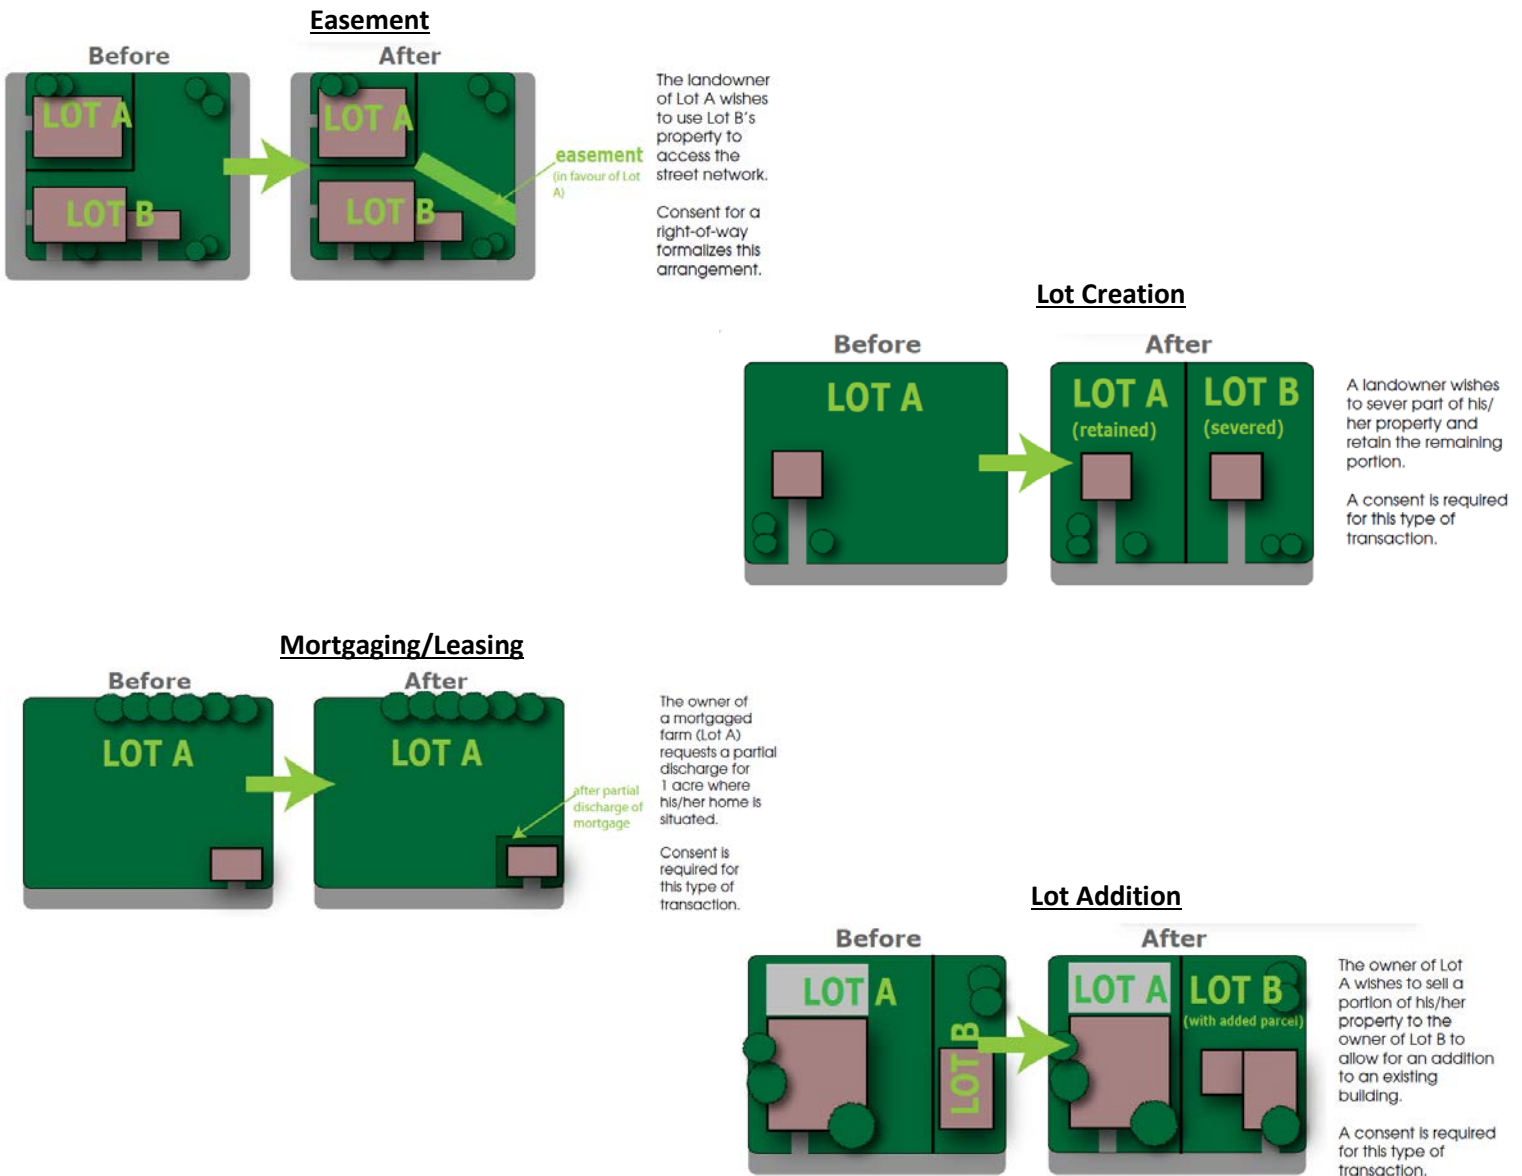 Easement
Before
After
LOT A
LOT B
LOT A
LOT B
easement
(in favour of Lot
A)
The landowner
of Lot A wishes
to use Lot B's
property to
access the
street network.
Consent for a
right-of-way
formalizes this
arrangement.
Lot Creation
Before
After
LOT A
LOT A
(retained)
LOT B
(severed)
A landowner wishes
to sever part of his/
her property and
retain the remaining
portion.
A consent is required
for this type of
transaction.
Mortgaging/Leasing
Before
After
LOT A
LOT A
after partial
discharge of
mortgage
The owner of
a mortgaged
farm (Lot A)
requests a partial
discharge for
1 acre where
his/her home is
situated.
Consent is
required for
this type of
transaction.
Lot Addition
Before
After
LOT A
LOT B
LOT A
LOT B
(with added parcel)
The owner of Lot
A wishes to sell a
portion of his/her
property to the
owner of Lot B to
allow for an addition
to an existing
building.
A consent is required
for this type of
transaction.